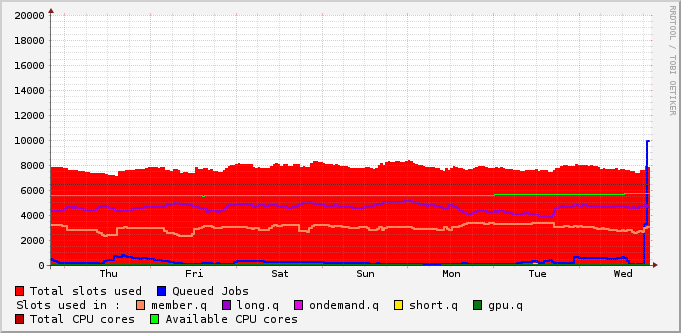 RRDTOOL / TOBI OETIKER
20000
18000
16000
14000
12000
10000
8000
6000
4000
2000
0
Thu Fri Sat Sun Mon Tue Wed
Total slots used Queued Jobs
Slots used in : member.q long.q ondemand.q short.q gpu.q
Total CPU cores Available CPU cores